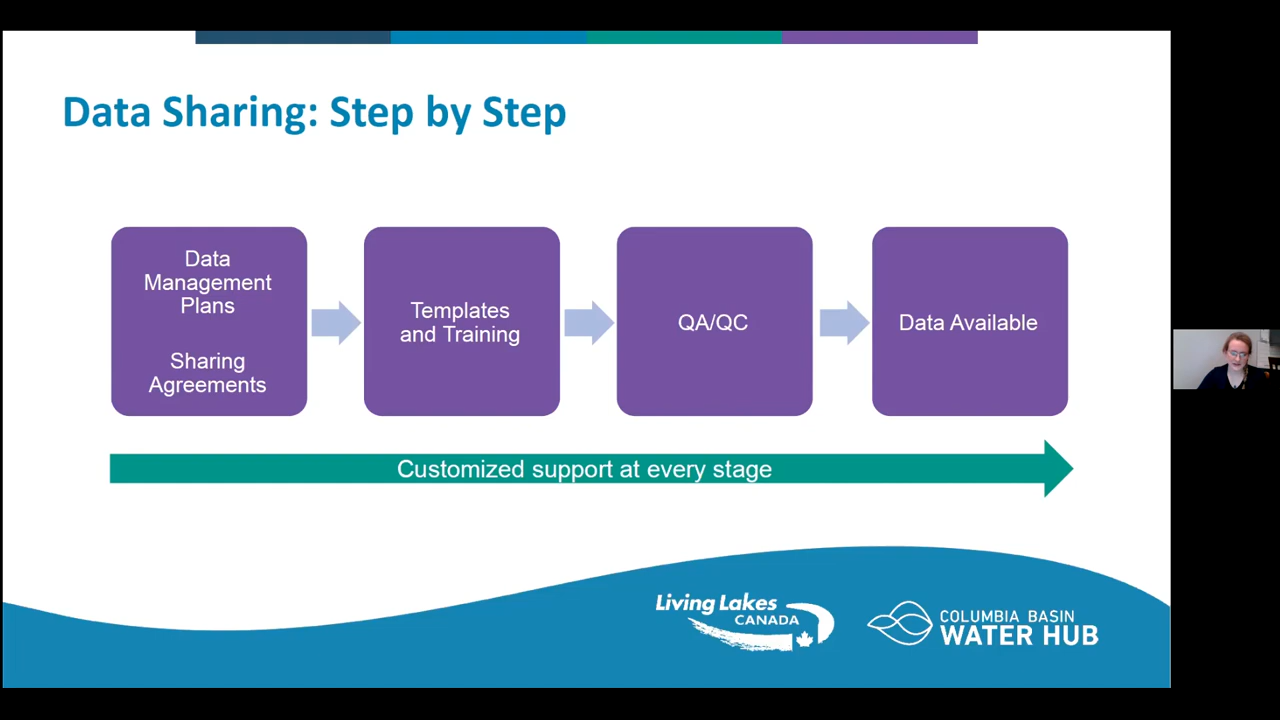 Data Sharing: Step by Step
Data
Management
Plans
Sharing
Agreements
Templates
and Training
QA/QC
Data Available
Customized support at every stage
Living Lakes
CANADA
COLUMBIA BASIN
WATER HUB